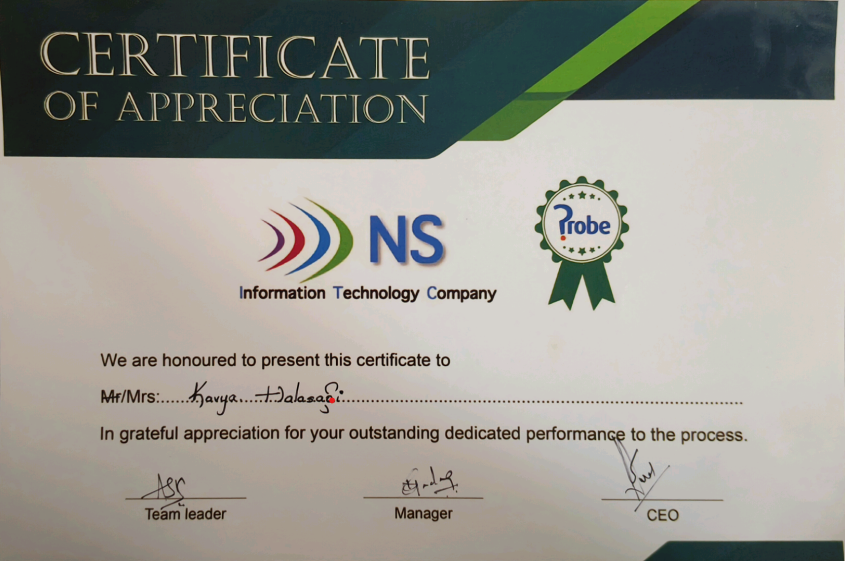 CERTIFICATE
OF APPRECIATION
NS
Probe
Information Technology Company
We are honoured to present this certificate to
Mr/Mrs:.....Kavya....Halasagi.....
In grateful appreciation for your outstanding dedicated performance to the process.
Team leader Manager CEO